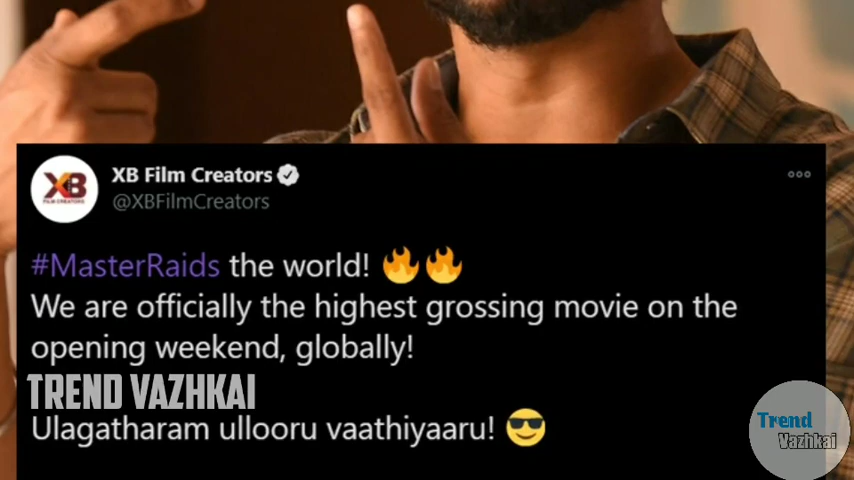 XB Film Creators
XB
FILM CREATORS
@XBFilmCreators
#MasterRaids the world! 🔥🔥
We are officially the highest grossing movie on the
opening weekend, globally!
TREND VAZHKAI
Ulagatharam ullooru vaathiyaaru! 😎
Trend
Vazhkai